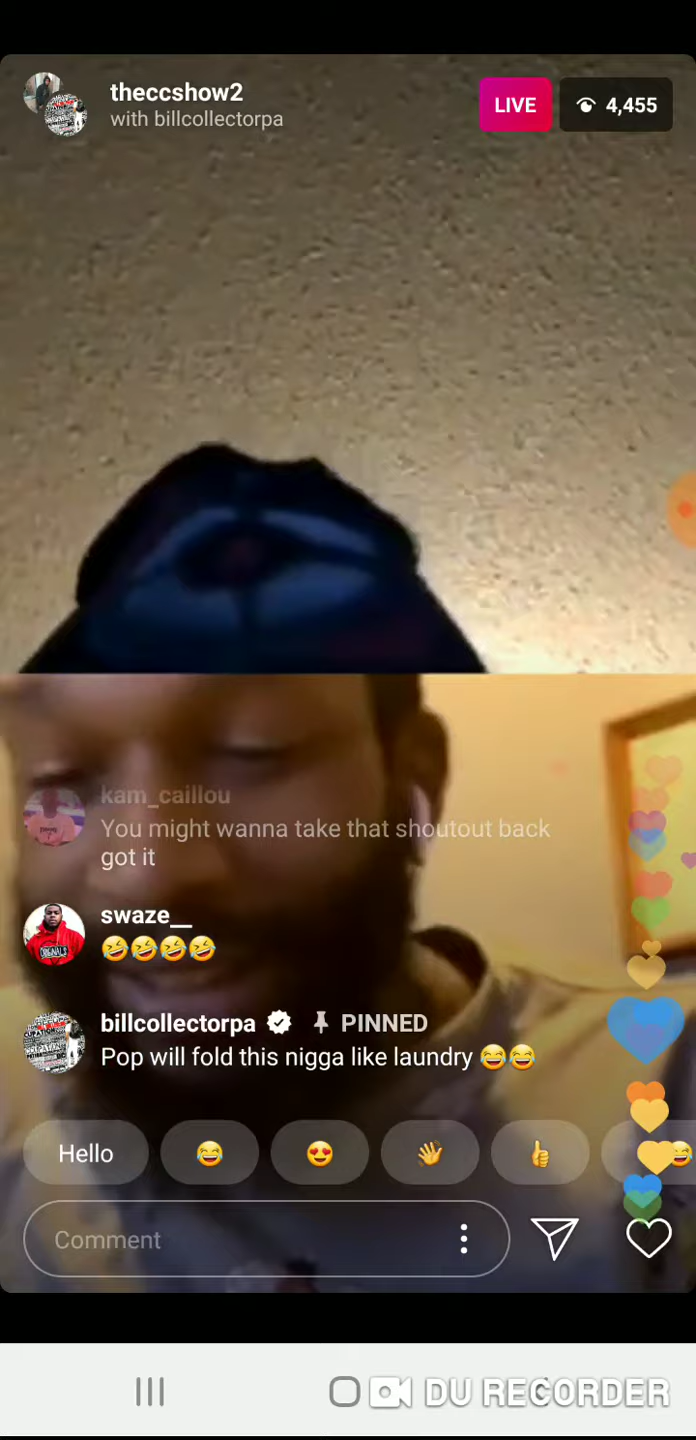 theccshow2
with billcollectorpa
LIVE
4,455
kam_caillou
You might wanna take that shoutout back
got it
swaze__
🤣🤣🤣🤣
billcollectorpa PINNED
Pop will fold this nigga like laundry 😂😂
Hello 😂 😍 👋 👍 😂
Comment
DU RECORDER